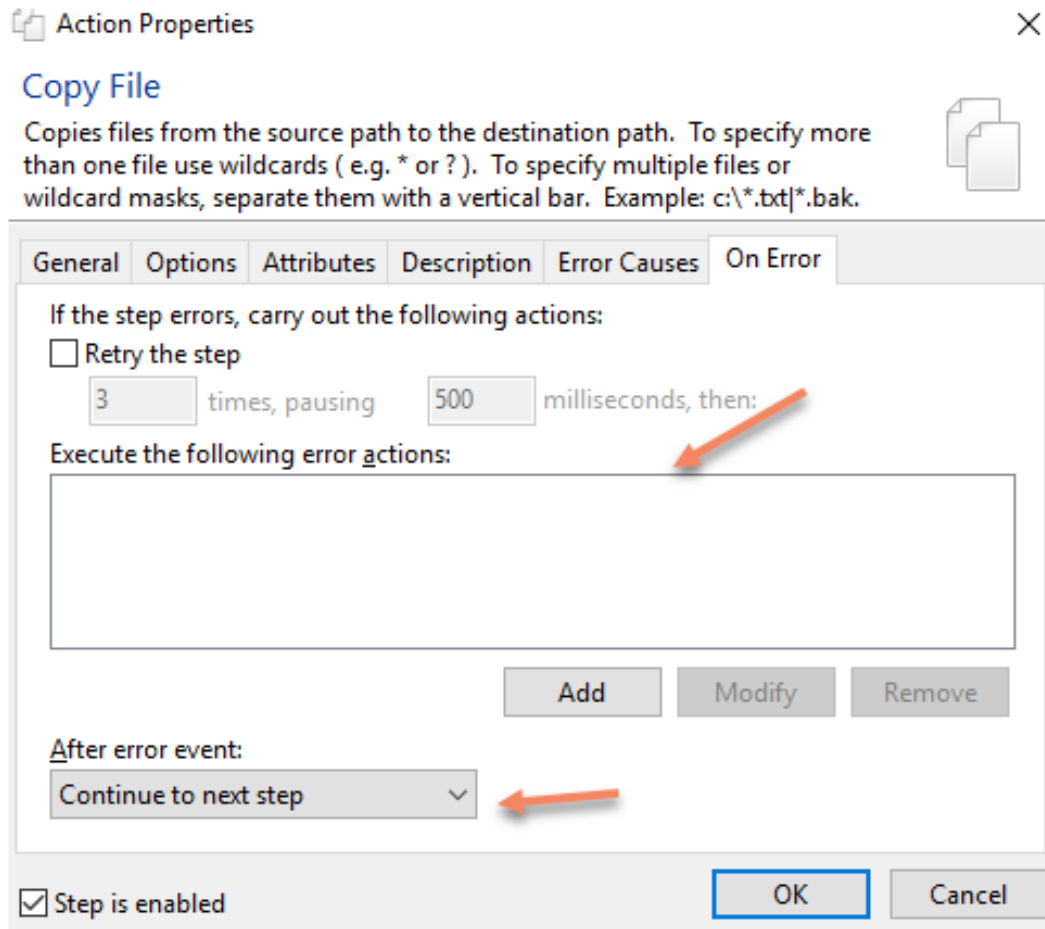 Action Properties
Copy File
Copies files from the source path to the destination path.  To specify more
than one file use wildcards ( e.g. * or ? ).  To specify multiple files or
wildcard masks, separate them with a vertical bar.  Example: c:\*.txt|*.bak.
General Options Attributes Description Error Causes On Error
If the step errors, carry out the following actions:
Retry the step
3 times, pausing 500 milliseconds, then:
Execute the following error actions:
Add Modify Remove
After error event:
Continue to next step
Step is enabled OK Cancel